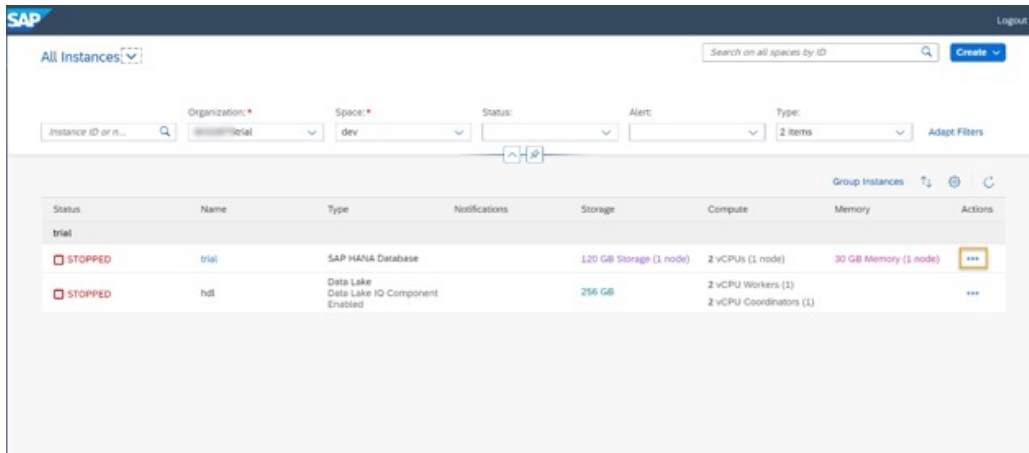 SAP
Logout
All Instances
Search on all spaces by ID
Create
Organization:*
Space:*
Status:
Alert:
Type:
Instance ID or n...
trial
dev
2 items
Adapt Filters
Group Instances
Status Name Type Notifications Storage Compute Memory Actions
trial
STOPPED trial SAP HANA Database 120 GB Storage (1 node) 2 vCPUs (1 node) 30 GB Memory (1 node) •••
STOPPED hdl Data Lake
Data Lake IQ Component
Enabled
256 GB
2 vCPU Workers (1)
2 vCPU Coordinators (1)
•••